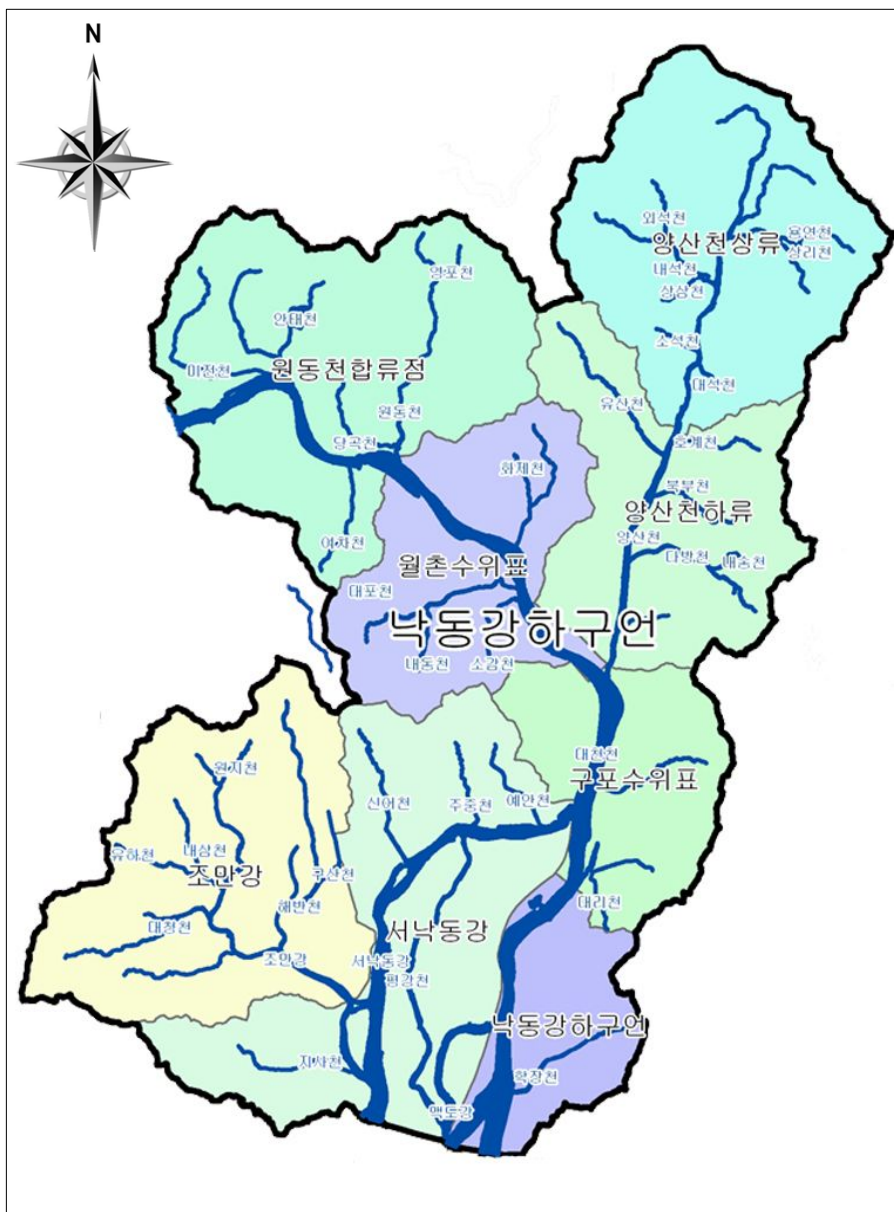 N
외석천
양산천상류
용연천
상리천
내석천
상삼천
소석천
대석천
영포천
안태천
미전천
원동천합류점
원동천
당곡천
여차천
유산천
호계천
북부천
양산천하류
양산천
다방천
내송천
화제천
월촌수위표
대포천
낙동강하구언
내동천
소감천
대천천
구포수위표
대리천
원지천
신어천
주중천
예안천
유하천
내삼천
조만강
구산천
해반천
대청천
조만강
서낙동강
서낙동강
평강천
낙동강하구언
지사천
맥도강
학장천